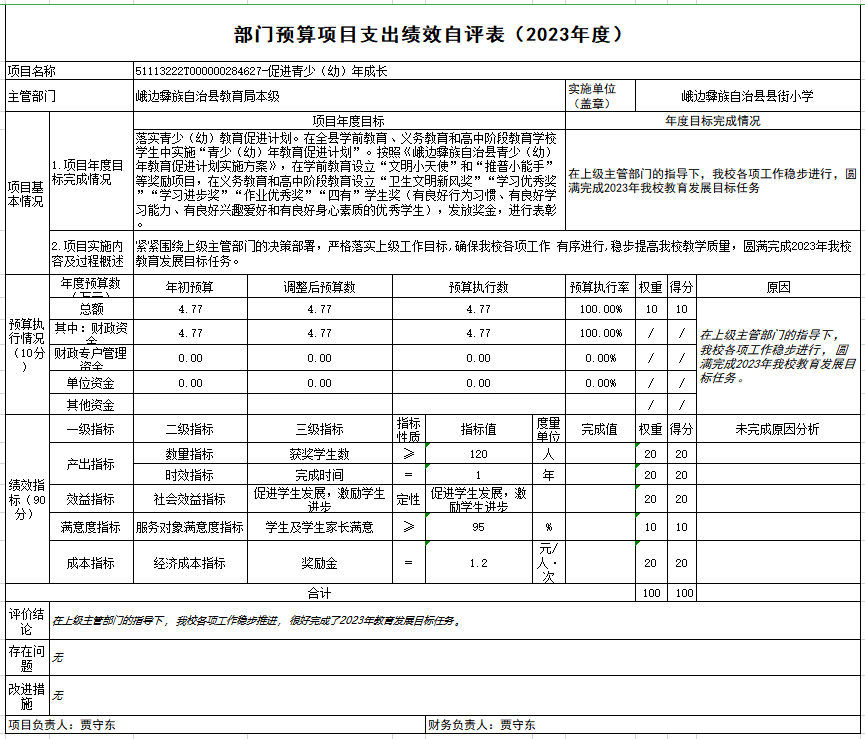 部门预算项目支出绩效自评表（2023年度）
项目名称 51113222T000000284627-促进青少（幼）年成长
主管部门 峨边彝族自治县教育局本级 实施单位（盖章） 峨边彝族自治县县街小学
项目基本情况
1.项目年度目标完成情况
项目年度目标 年度目标完成情况
落实青少（幼）教育促进计划。在全县学前教育、义务教育和高中阶段教育学校
学生中实施“青少（幼）年教育促进计划”。按照《峨边彝族自治县青少（幼）
年教育促进计划实施方案》，在学前教育设立“文明小天使”和“推普小能手”
等奖励项目，在义务教育和高中阶段教育设立“卫生文明新风奖”“学习优秀奖
”“学习进步奖”“作业优秀奖”“四有”学生奖（有良好行为习惯、有良好学
习能力、有良好兴趣爱好和有良好身心素质的优秀学生），发放奖金，进行表彰
。
在上级主管部门的指导下，我校各项工作稳步进行，圆
满完成2023年我校教育发展目标任务
2.项目实施内容及过程概述
紧紧围绕上级主管部门的决策部署，严格落实上级工作目标,确保我校各项工作 有序进行,稳步提高我校教学质量，圆满完成2023年我校
教育发展目标任务。
预算执行情况（10分）
年度预算数 年初预算 调整后预算数 预算执行数 预算执行率 权重 得分 原因
总额 4.77 4.77 4.77 100.00% 10 10
其中：财政资金 4.77 4.77 4.77 100.00% / /
财政专户管理资金 0.00 0.00 0.00 0.00% / /
单位资金 0.00 0.00 0.00 0.00% / /
其他资金 / /
在上级主管部门的指导下，
我校各项工作稳步进行，圆
满完成2023年我校教育发展目
标任务。
绩效指标（90分）
一级指标 二级指标 三级指标 指标性质 指标值 度量单位 完成值 权重 得分 未完成原因分析
产出指标 数量指标 获奖学生数 ≥ 120 人 20 20
时效指标 完成时间 = 1 年 20 20
效益指标 社会效益指标 促进学生发展，激励学生进步 定性 促进学生发展，激励学生进步 20 20
满意度指标 服务对象满意度指标 学生及学生家长满意 ≥ 95 % 10 10
成本指标 经济成本指标 奖励金 = 1.2 元/人·次 20 20
合计 100 100
评价结论 在上级主管部门的指导下，我校各项工作稳步推进，很好完成了2023年教育发展目标任务。
存在问题 无
改进措施 无
项目负责人：贾守东 财务负责人：贾守东